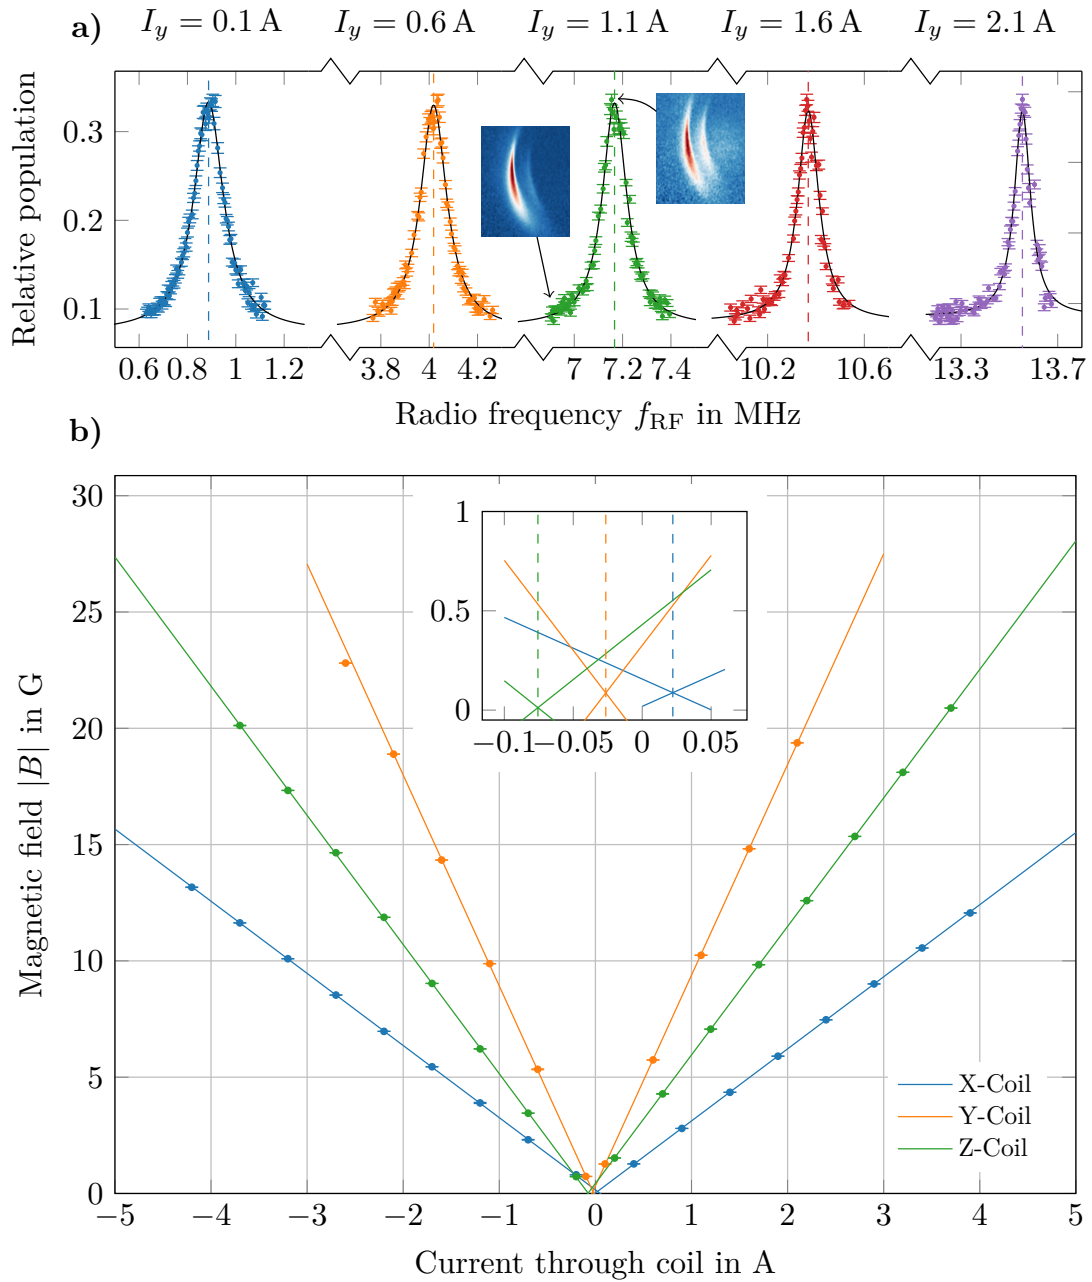 a)
I_y = 0.1 A I_y = 0.6 A I_y = 1.1 A I_y = 1.6 A I_y = 2.1 A
Relative population
0.3
0.2
0.1
0.6 0.8 1 1.2 3.8 4 4.2 7 7.2 7.4 10.2 10.6 13.3 13.7
Radio frequency f_RF in MHz
b)
Magnetic field |B| in G
30
25
20
15
10
5
0
1
0.5
0
−0.1 −0.05 0 0.05
X-Coil
Y-Coil
Z-Coil
−5 −4 −3 −2 −1 0 1 2 3 4 5
Current through coil in A